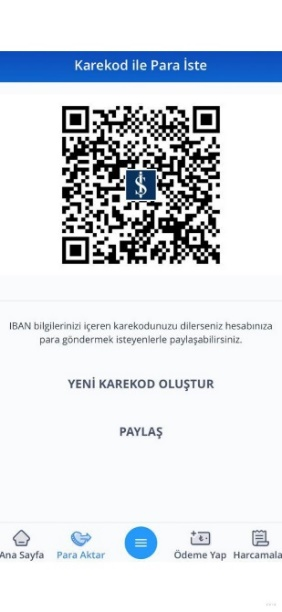 Karekod ile Para İste
IBAN bilgilerinizi içeren karekodunuzu dilerseniz hesabınıza
para göndermek isteyenlerle paylaşabilirsiniz.
YENİ KAREKOD OLUŞTUR
PAYLAŞ
Ana Sayfa Para Aktar Ödeme Yap Harcamala